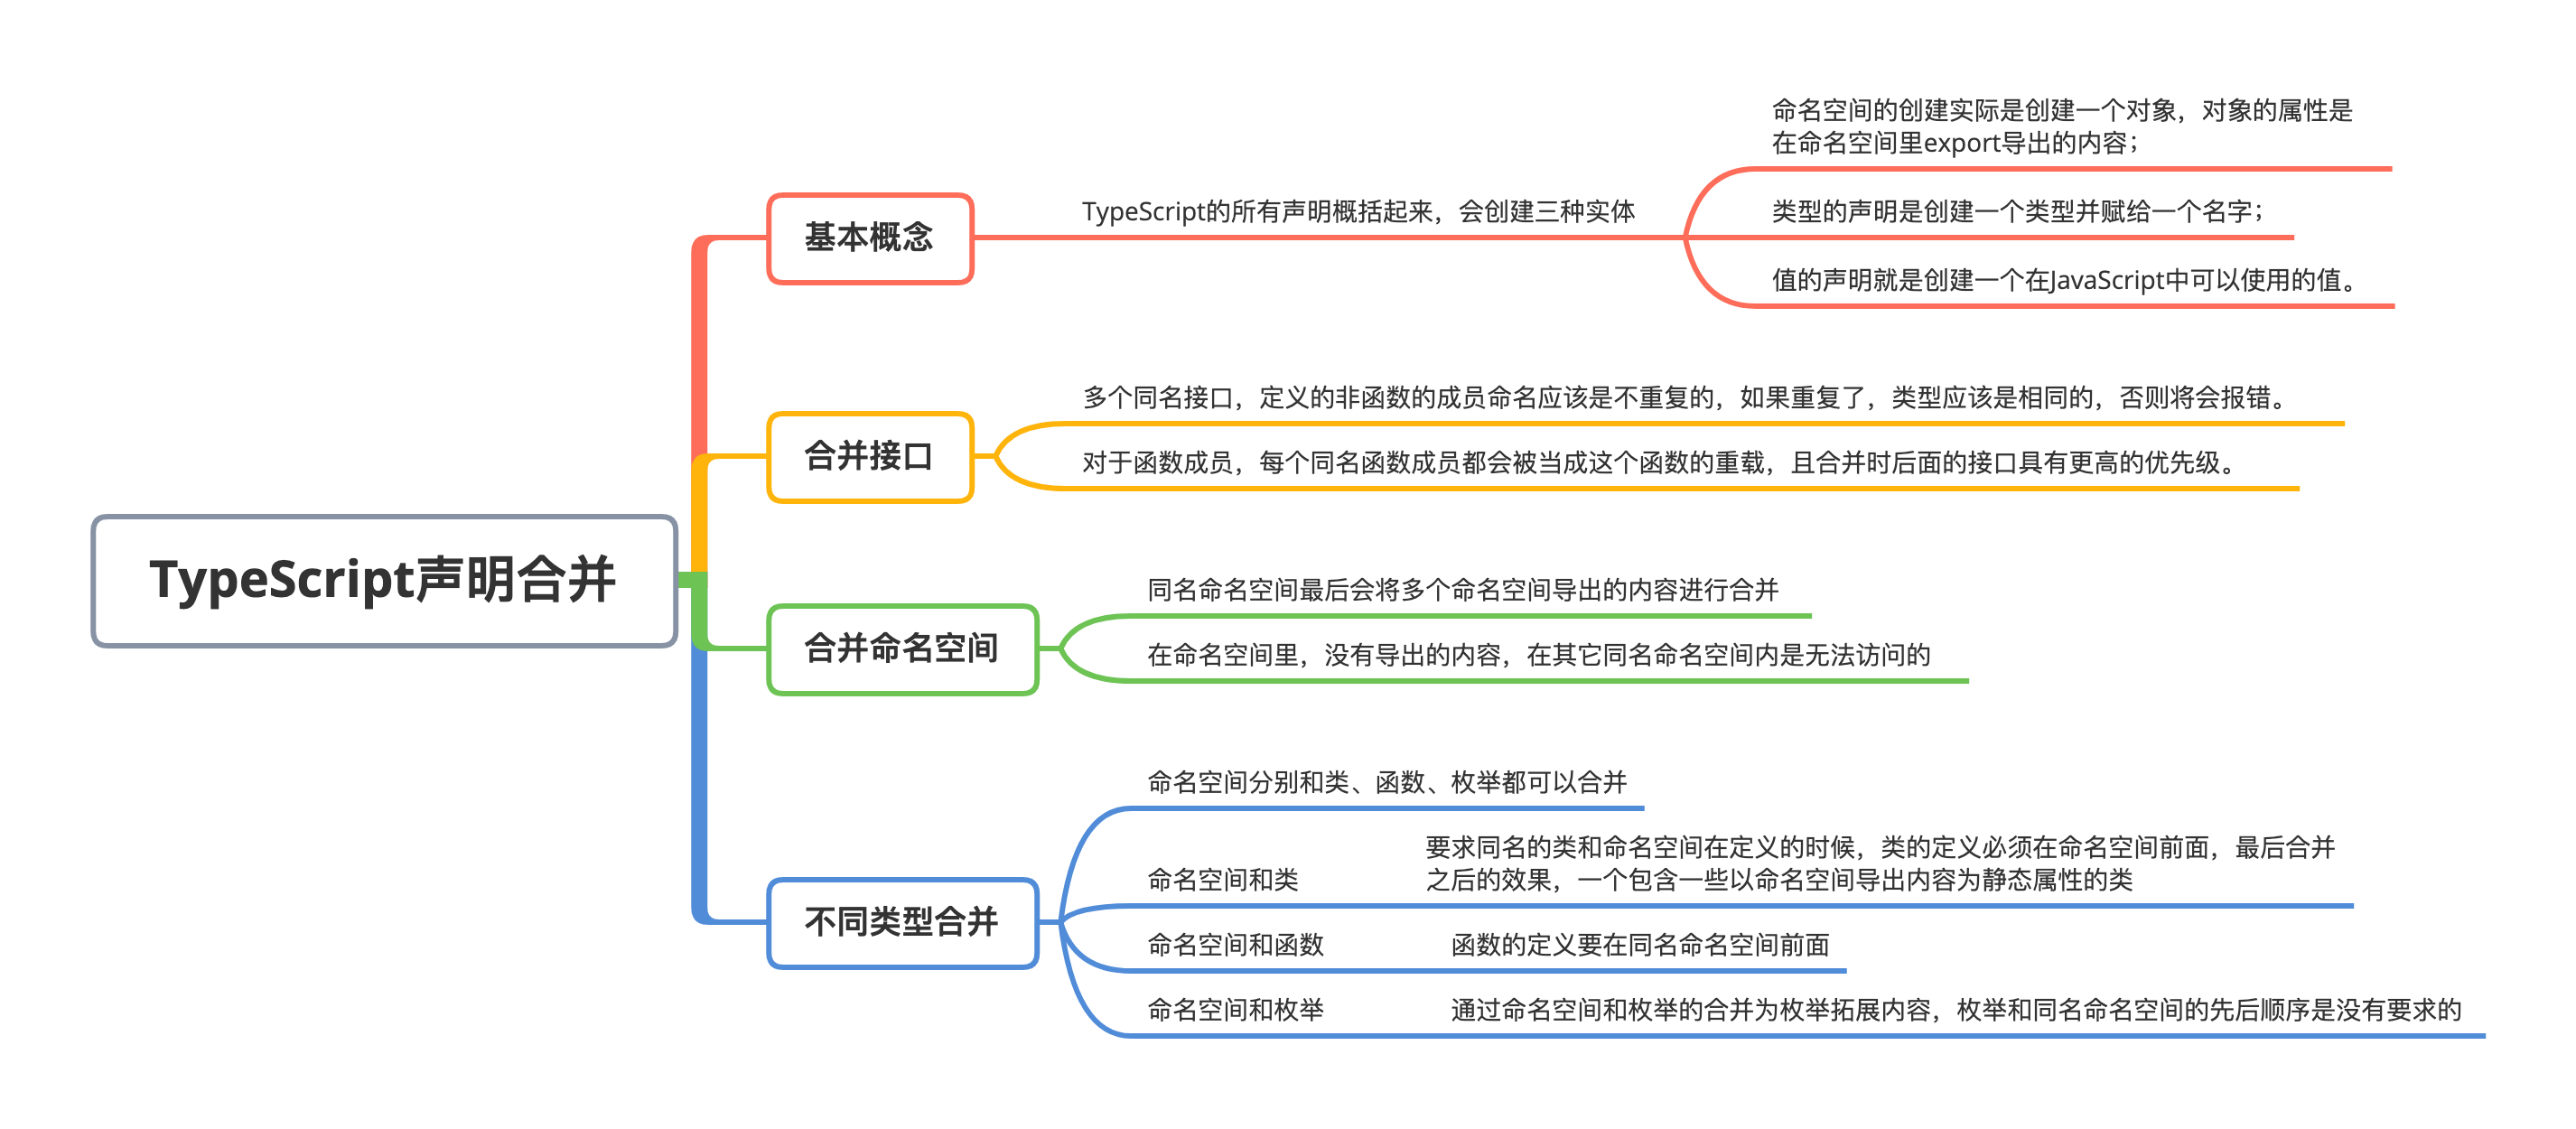 TypeScript声明合并
基本概念
TypeScript的所有声明概括起来，会创建三种实体
命名空间的创建实际是创建一个对象，对象的属性是
在命名空间里export导出的内容；
类型的声明是创建一个类型并赋给一个名字；
值的声明就是创建一个在JavaScript中可以使用的值。
合并接口
多个同名接口，定义的非函数的成员命名应该是不重复的，如果重复了，类型应该是相同的，否则将会报错。
对于函数成员，每个同名函数成员都会被当成这个函数的重载，且合并时后面的接口具有更高的优先级。
合并命名空间
同名命名空间最后会将多个命名空间导出的内容进行合并
在命名空间里，没有导出的内容，在其它同名命名空间内是无法访问的
不同类型合并
命名空间分别和类、函数、枚举都可以合并
命名空间和类
要求同名的类和命名空间在定义的时候，类的定义必须在命名空间前面，最后合并
之后的效果，一个包含一些以命名空间导出内容为静态属性的类
命名空间和函数
函数的定义要在同名命名空间前面
命名空间和枚举
通过命名空间和枚举的合并为枚举拓展内容，枚举和同名命名空间的先后顺序是没有要求的